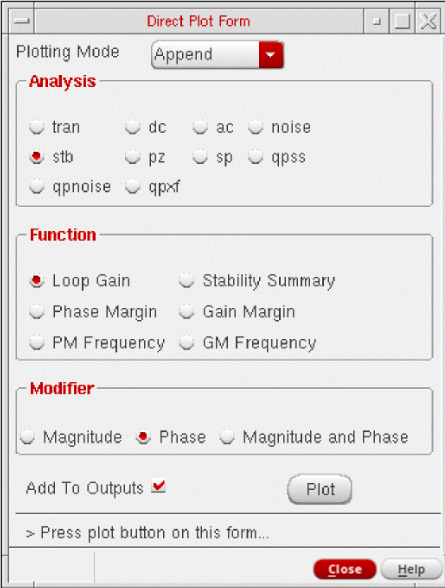 Direct Plot Form
Plotting Mode Append
Analysis
tran dc ac noise
stb pz sp qpss
qpnoise qpxf
Function
Loop Gain Stability Summary
Phase Margin Gain Margin
PM Frequency GM Frequency
Modifier
Magnitude Phase Magnitude and Phase
Add To Outputs Plot
> Press plot button on this form...
Close Help